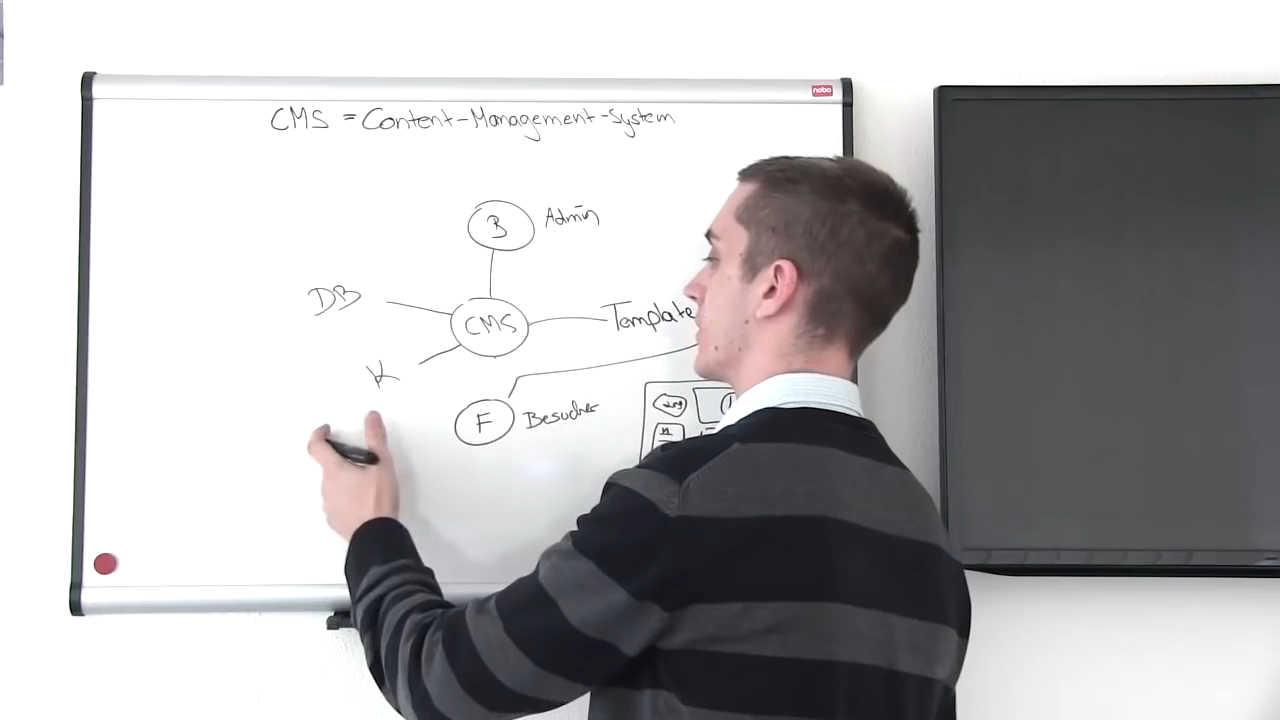 nobo
CMS = Content-Management-System
B Admin
DB
CMS
Template
K
F Besucher